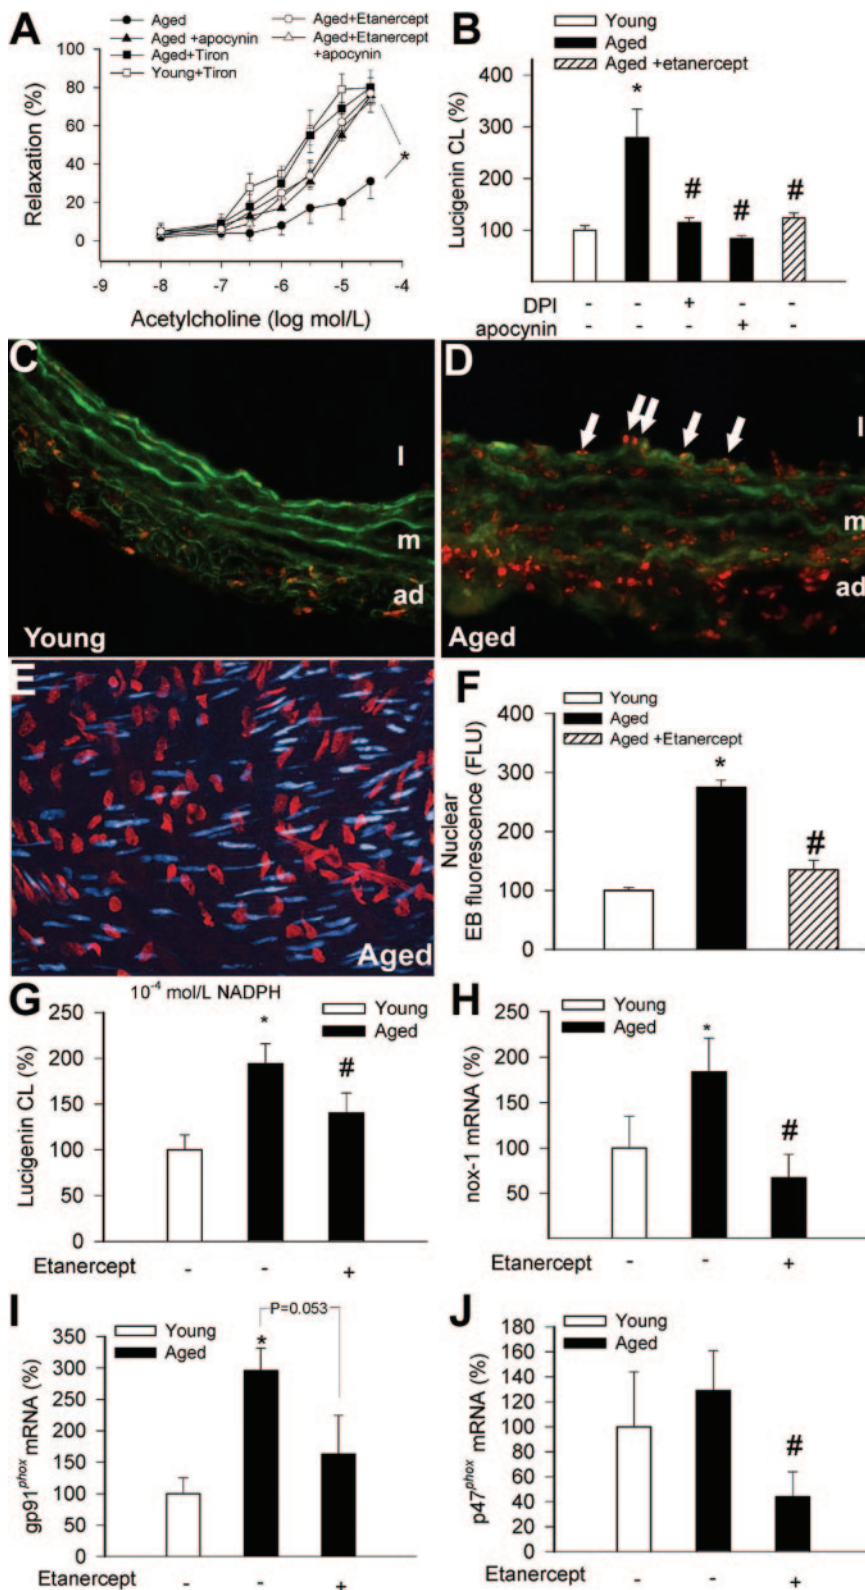 A
Aged
Aged +apocynin
Aged+Tiron
Young+Tiron
Aged+Etanercept
Aged+Etanercept
+apocynin
Relaxation (%)
100
80
60
40
20
0
*
-9 -8 -7 -6 -5 -4
Acetylcholine (log mol/L)
B
Young
Aged
Aged +etanercept
Lucigenin CL (%)
400
300
200
100
* # # #
DPI - - + - -
apocynin - - - + -
C
l
m
ad
Young
D
l
m
ad
Aged
E
Aged
F
Young
Aged
Aged +Etanercept
Nuclear
EB fluorescence (FLU)
400
300
200
100
0
* #
G
10-4 mol/L NADPH
Young
Aged
Lucigenin CL (%)
250
200
150
100
50
0
* #
Etanercept - - +
H
Young
Aged
nox-1 mRNA (%)
250
200
150
100
50
* #
- - +
I
P=0.053
Young
Aged
gp91phox mRNA (%)
350
300
250
200
150
100
50
0
*
Etanercept - - +
J
Young
Aged
p47phox mRNA (%)
180
160
140
120
100
80
60
40
20
0
#
- - +